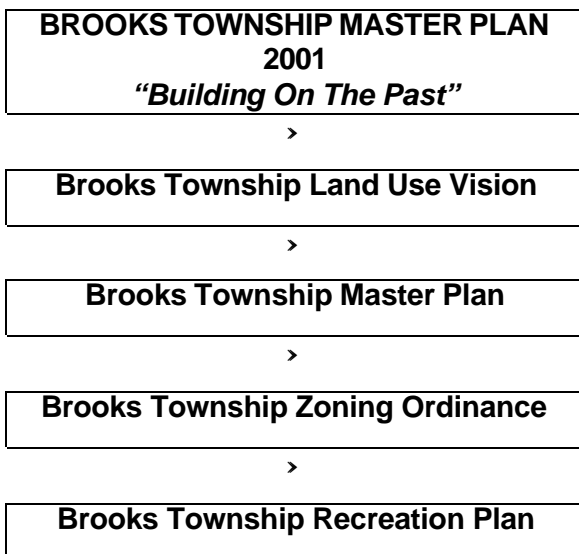 BROOKS TOWNSHIP MASTER PLAN
2001
“Building On The Past”
›
Brooks Township Land Use Vision
›
Brooks Township Master Plan
›
Brooks Township Zoning Ordinance
›
Brooks Township Recreation Plan